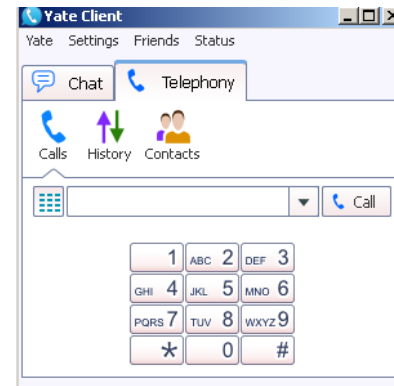 Yate Client
Yate Settings Friends Status
Chat Telephony
Calls History Contacts
Call
1 ABC 2 DEF 3
GHI 4 JKL 5 MNO 6
PQRS 7 TUV 8 WXYZ 9
* 0 #